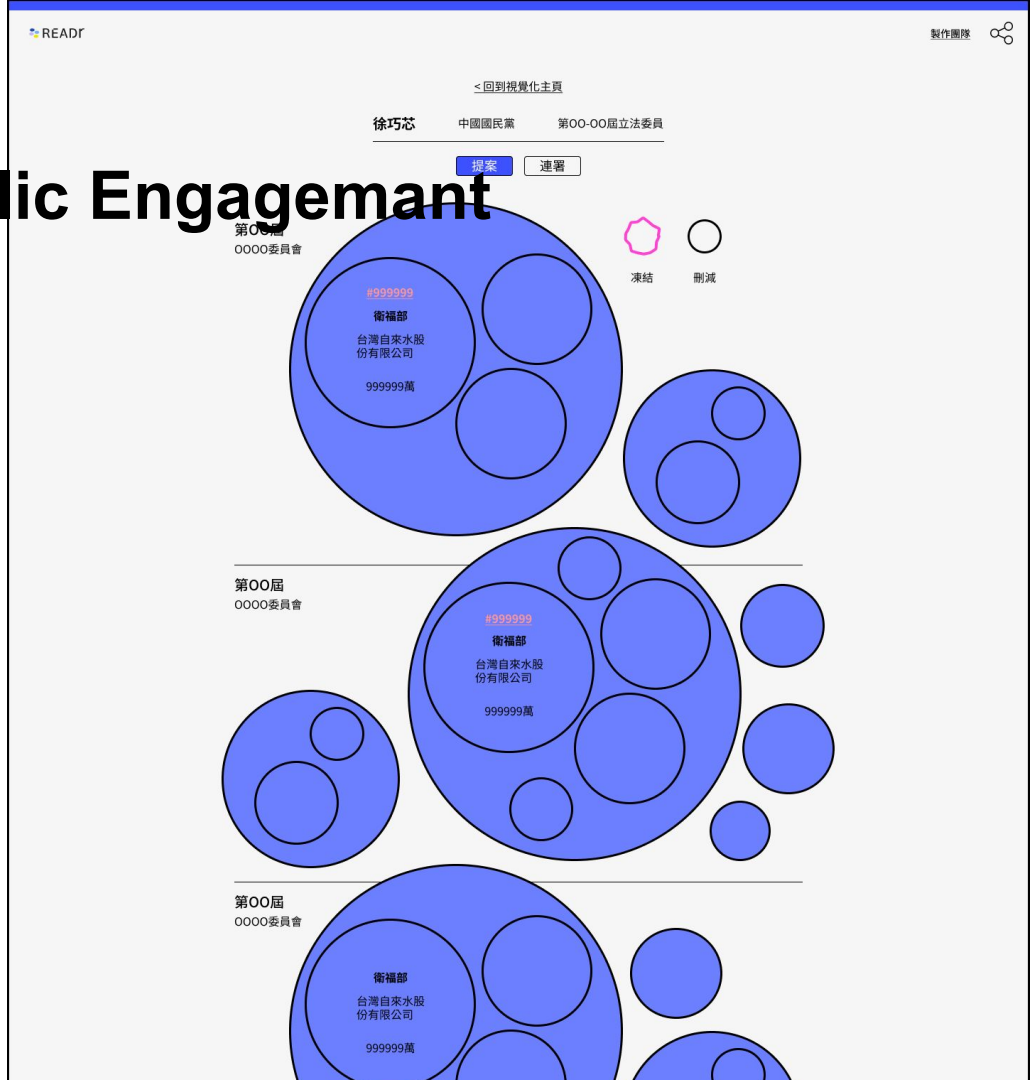 READr
製作團隊
< 回到視覺化主頁
徐巧芯 中國國民黨 第OO-OO屆立法委員
提案 連署
lic Engagemant
第OO屆
OOOO委員會
凍結 刪減
#999999
衛福部
台灣自來水股
份有限公司
999999萬
第OO屆
OOOO委員會
#999999
衛福部
台灣自來水股
份有限公司
999999萬
第OO屆
OOOO委員會
衛福部
台灣自來水股
份有限公司
999999萬